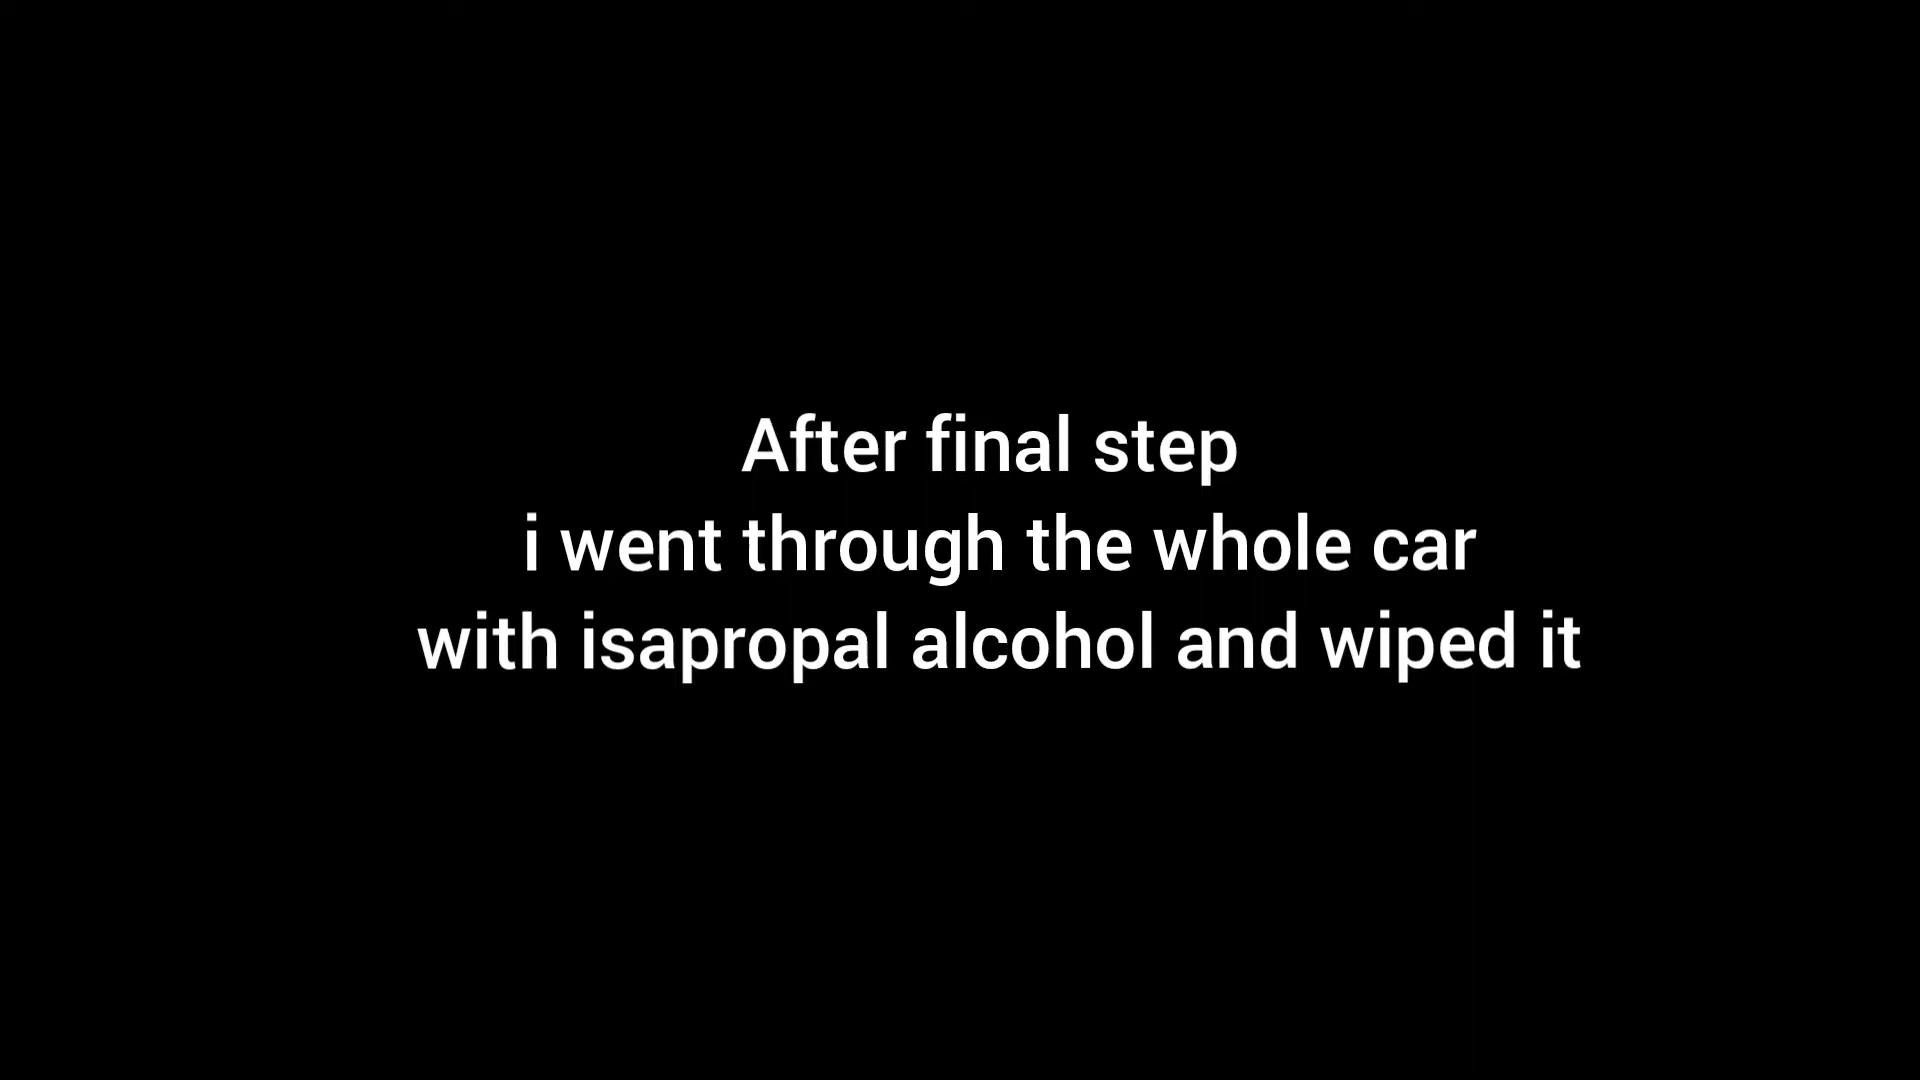 After final step
i went through the whole car
with isapropal alcohol and wiped it